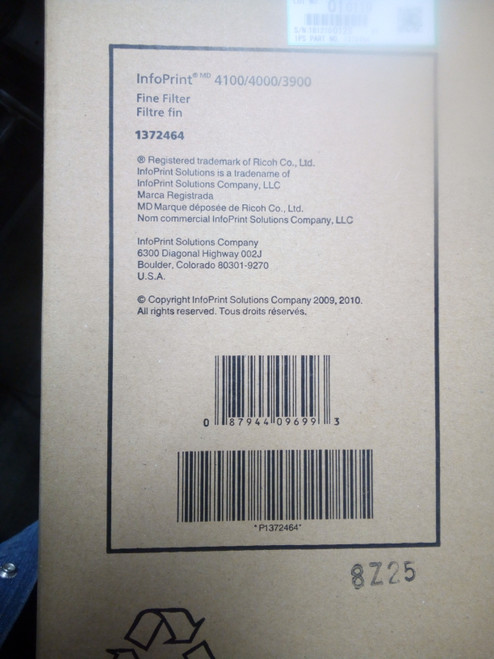 InfoPrint® MD 4100/4000/3900
Fine Filter
Filtre fin
1372464
® Registered trademark of Ricoh Co., Ltd.
InfoPrint Solutions is a tradename of
InfoPrint Solutions Company, LLC
Marca Registrada
MD Marque déposée de Ricoh Co., Ltd.
Nom commercial InfoPrint Solutions Company, LLC
InfoPrint Solutions Company
6300 Diagonal Highway 002J
Boulder, Colorado 80301-9270
U.S.A.
© Copyright InfoPrint Solutions Company 2009, 2010.
All rights reserved. Tous droits réservés.
0 87944 09699 3
*P1372464*
8Z25